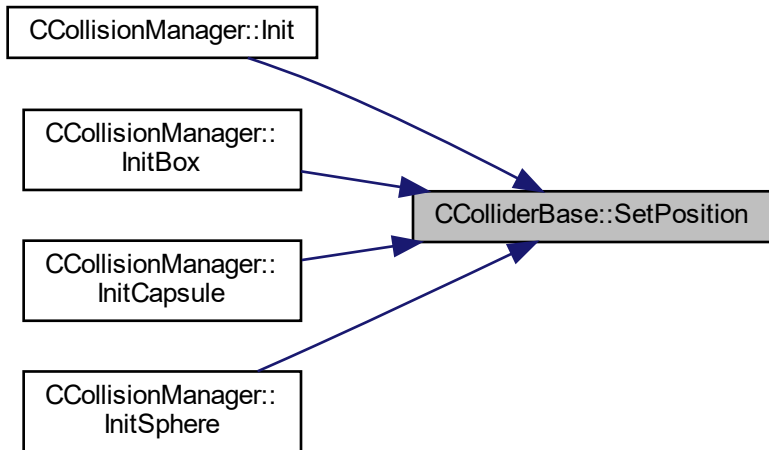 CCollisionManager::Init
CCollisionManager::
InitBox
CColliderBase::SetPosition
CCollisionManager::
InitCapsule
CCollisionManager::
InitSphere